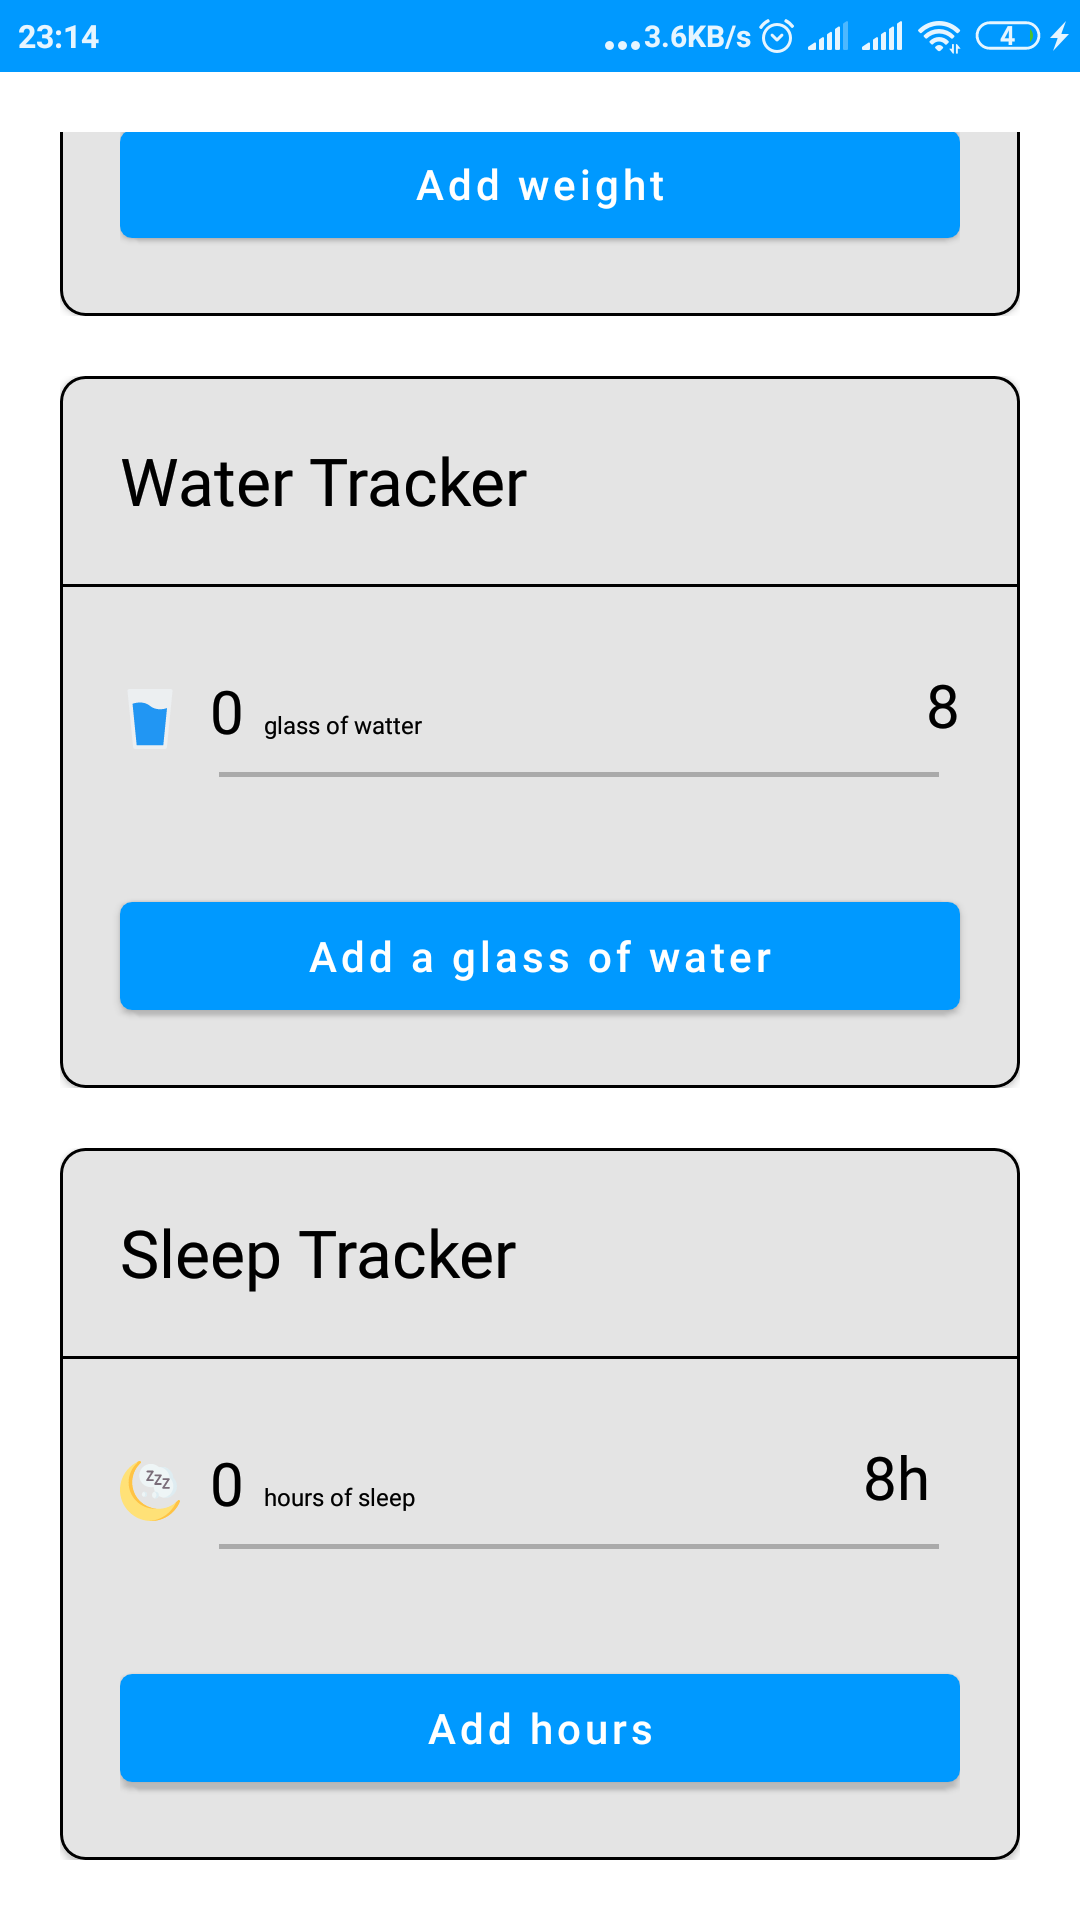 23:14 ...3.6KB/s 4
Add weight
Water Tracker
0 glass of watter 8
Add a glass of water
Sleep Tracker
zzz 0 hours of sleep 8h
Add hours